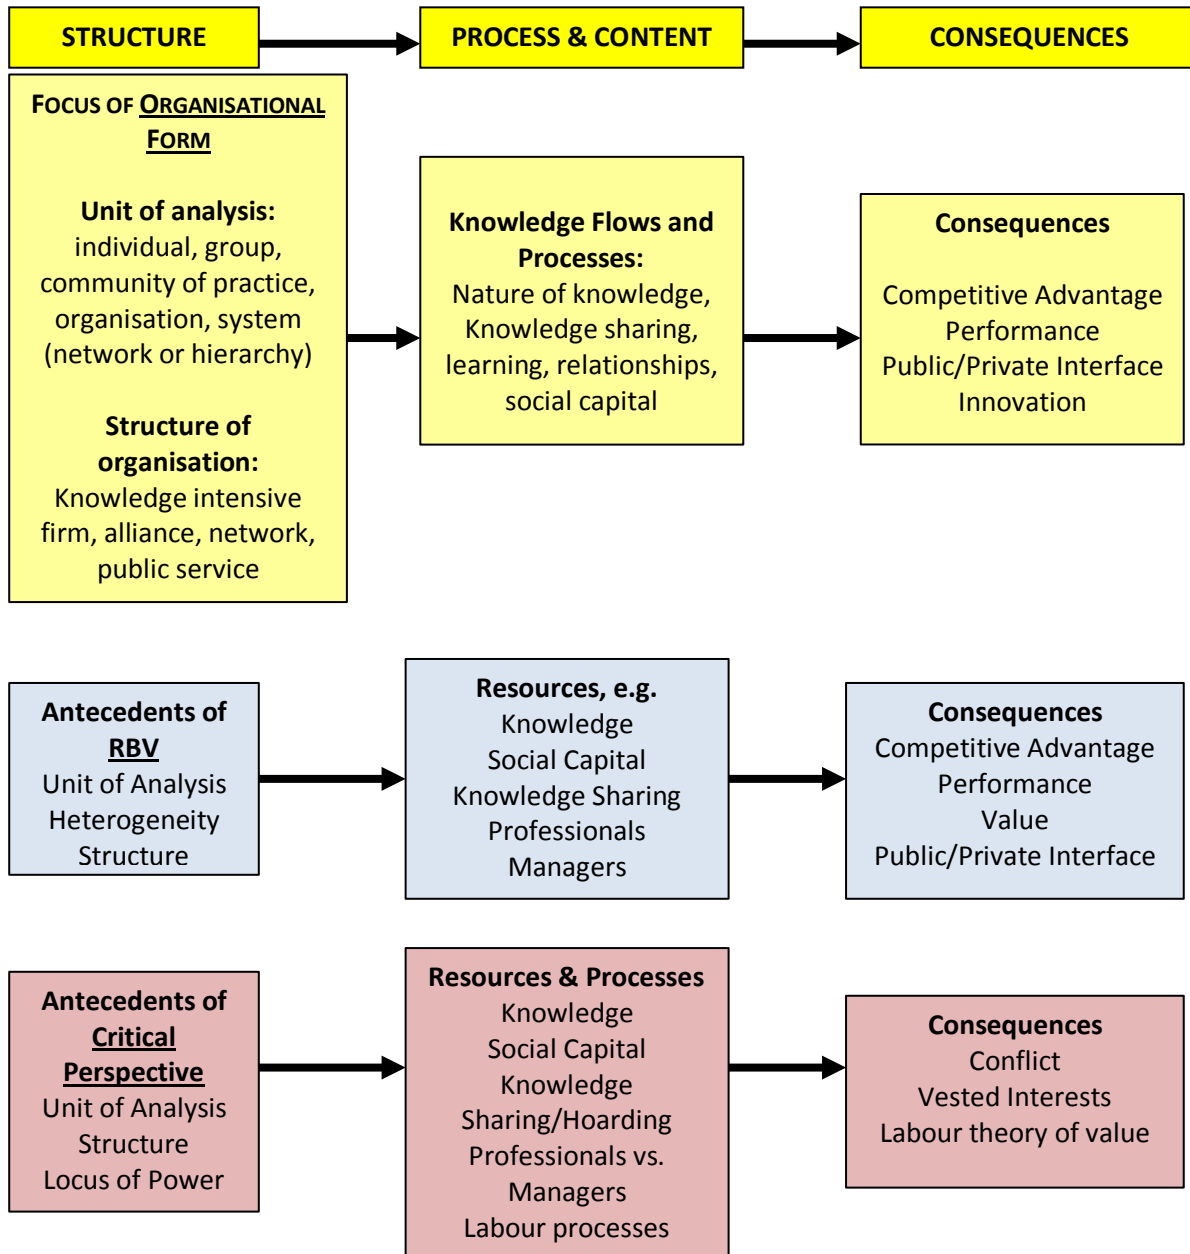 STRUCTURE
PROCESS & CONTENT
CONSEQUENCES
FOCUS OF ORGANISATIONAL
FORM
Unit of analysis:
individual, group,
community of practice,
organisation, system
(network or hierarchy)
Structure of
organisation:
Knowledge intensive
firm, alliance, network,
public service
Knowledge Flows and
Processes:
Nature of knowledge,
Knowledge sharing,
learning, relationships,
social capital
Consequences
Competitive Advantage
Performance
Public/Private Interface
Innovation
Antecedents of
RBV
Unit of Analysis
Heterogeneity
Structure
Resources, e.g.
Knowledge
Social Capital
Knowledge Sharing
Professionals
Managers
Consequences
Competitive Advantage
Performance
Value
Public/Private Interface
Antecedents of
Critical
Perspective
Unit of Analysis
Structure
Locus of Power
Resources & Processes
Knowledge
Social Capital
Knowledge
Sharing/Hoarding
Professionals vs.
Managers
Labour processes
Consequences
Conflict
Vested Interests
Labour theory of value